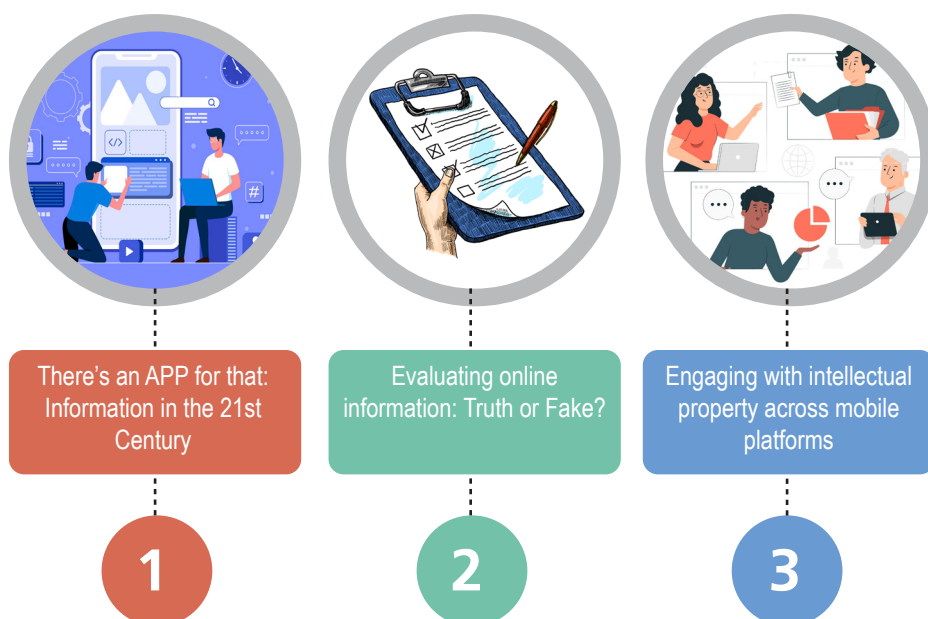 There’s an APP for that:
Information in the 21st
Century
Evaluating online
information: Truth or Fake?
Engaging with intellectual
property across mobile
platforms
1
2
3